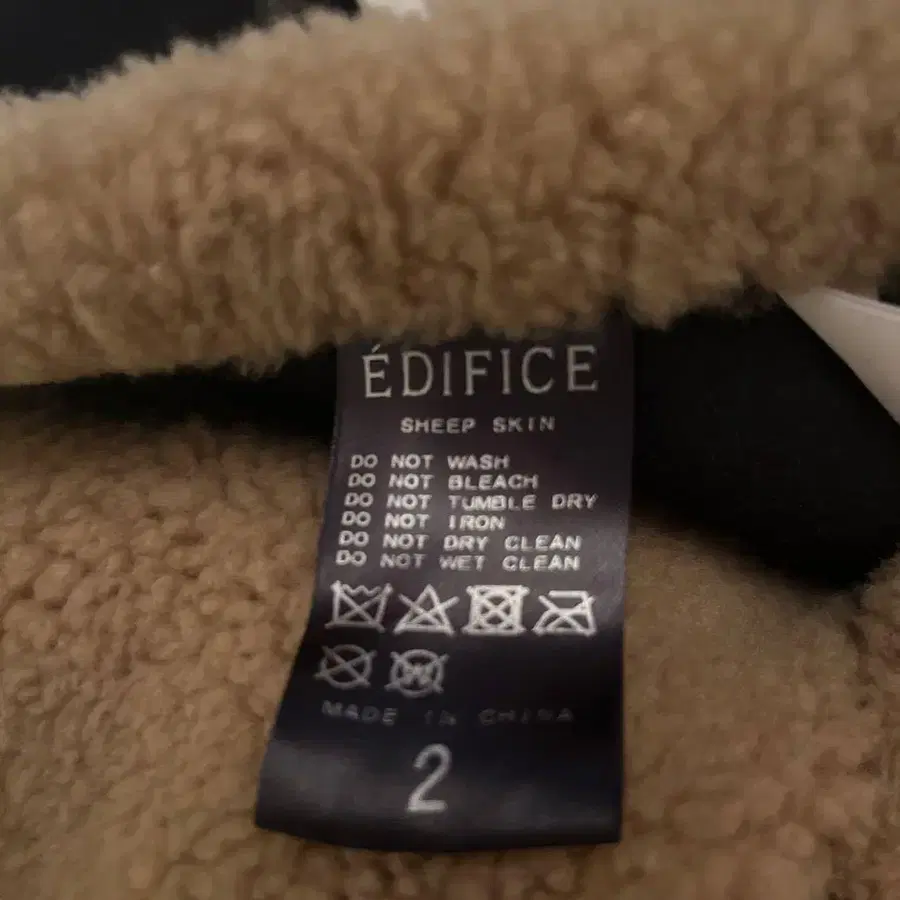 ÉDIFICE
SHEEP SKIN
DO NOT WASH
DO NOT BLEACH
DO NOT TUMBLE DRY
DO NOT IRON
DO NOT DRY CLEAN
DO NOT WET CLEAN
W
MADE IN CHINA
2